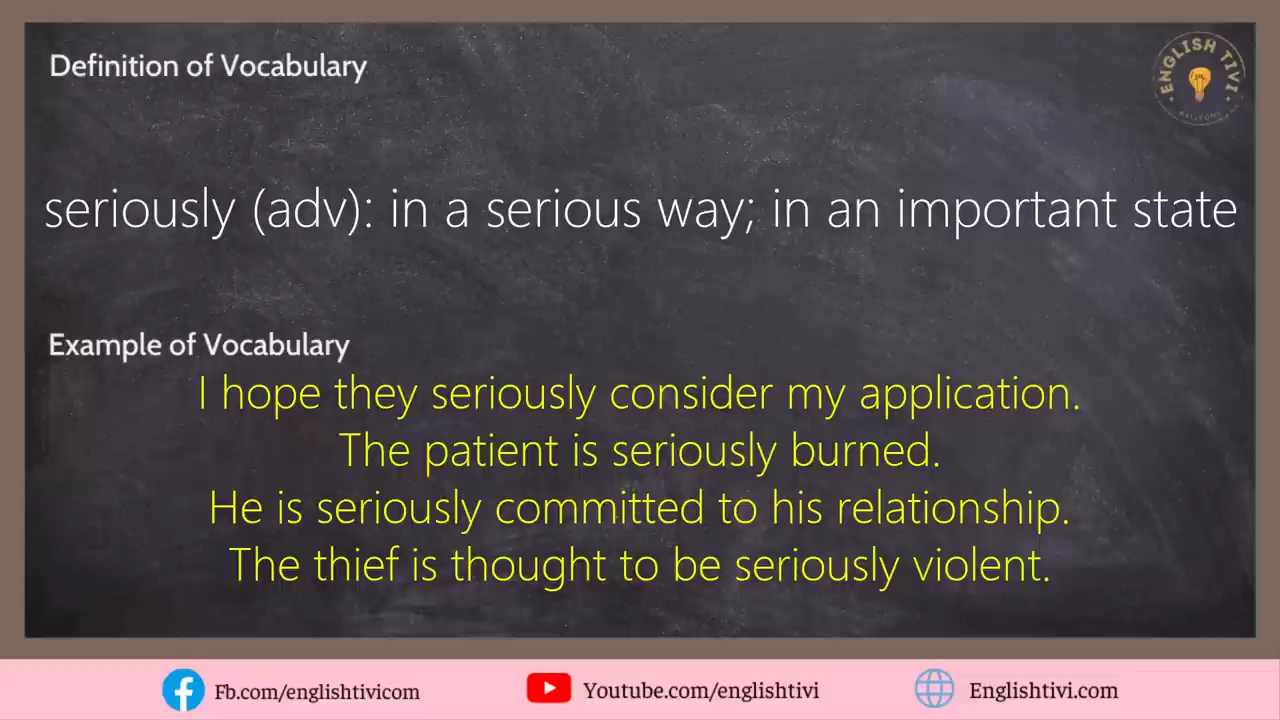 Definition of Vocabulary
ENGLISH TIVI
seriously (adv): in a serious way; in an important state
Example of Vocabulary
I hope they seriously consider my application.
The patient is seriously burned.
He is seriously committed to his relationship.
The thief is thought to be seriously violent.
Fb.com/englishtivicom
Youtube.com/englishtivi
Englishtivi.com